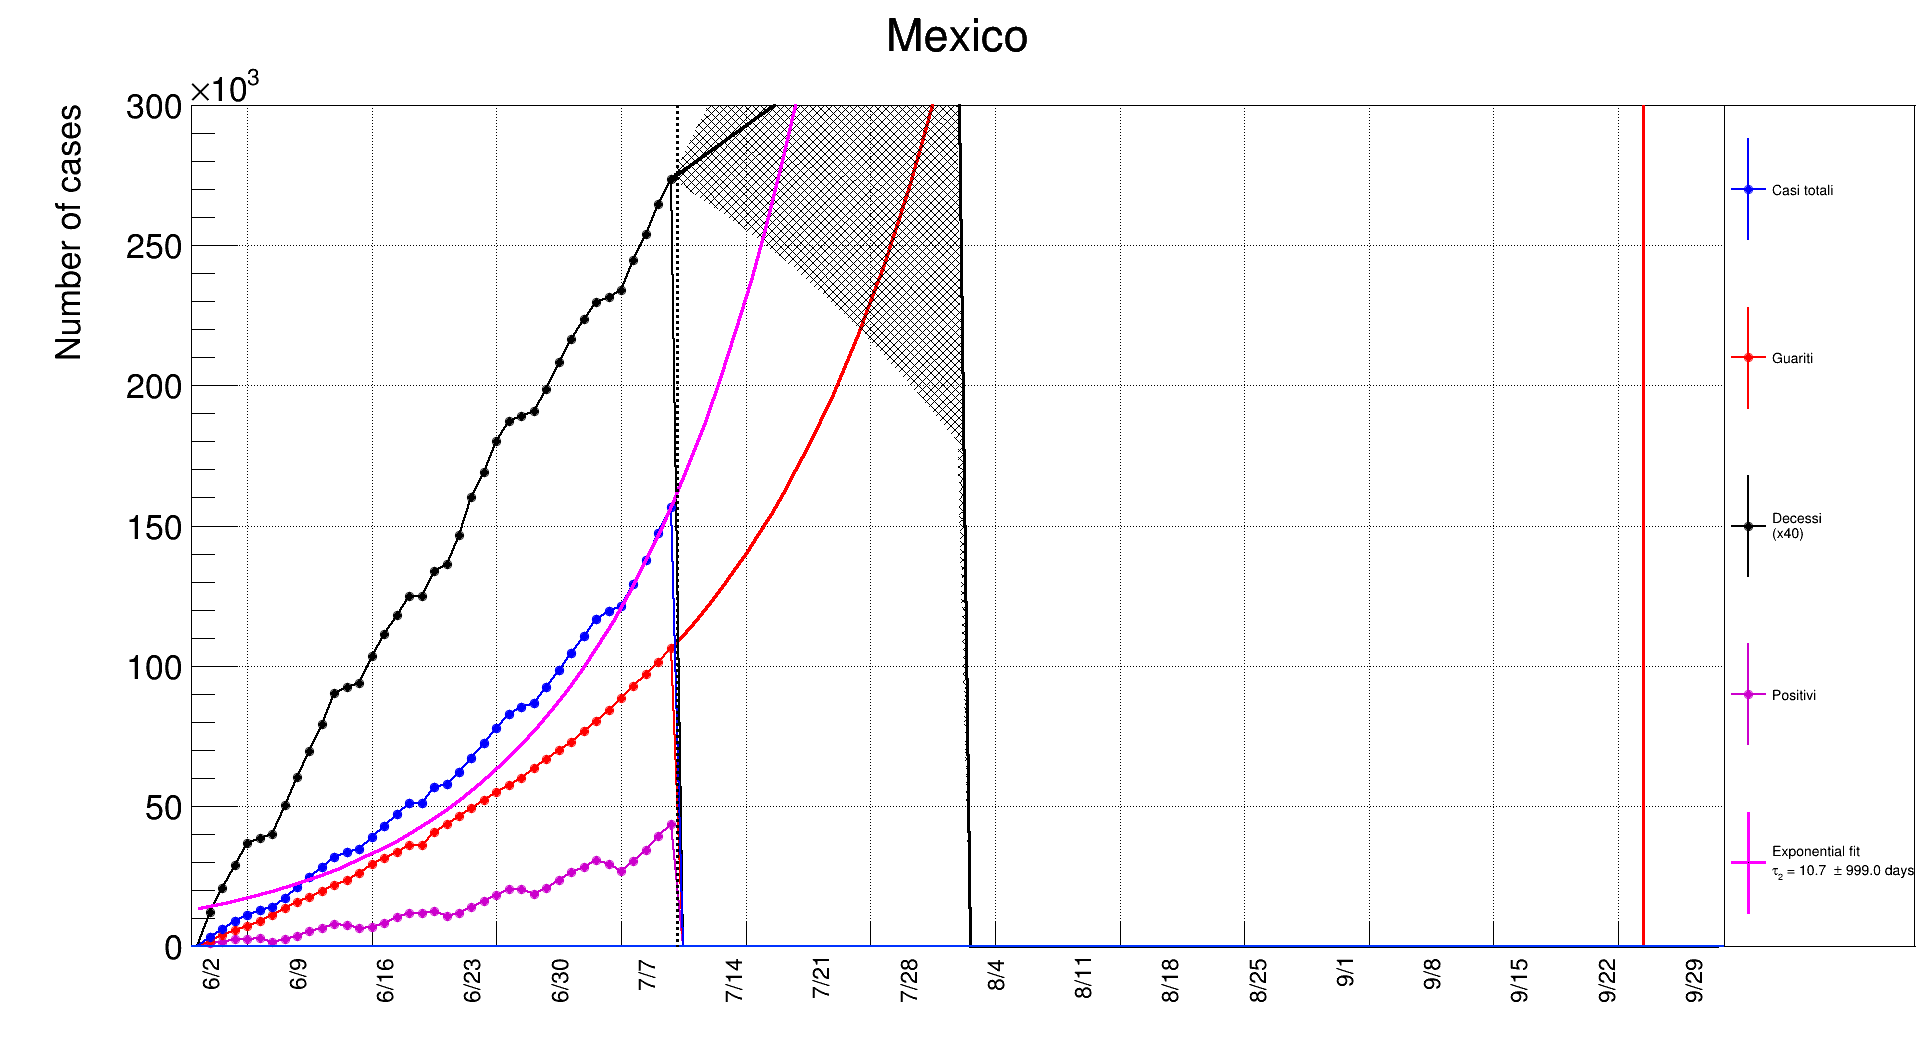 Mexico
×10³
Number of cases
300
250
200
150
100
50
0
6/2
6/9
6/16
6/23
6/30
7/7
7/14
7/21
7/28
8/4
8/11
8/18
8/25
9/1
9/8
9/15
9/22
9/29
Casi totali
Guariti
Decessi
(x40)
Positivi
Exponential fit
τ₂ = 10.7 ± 999.0 days